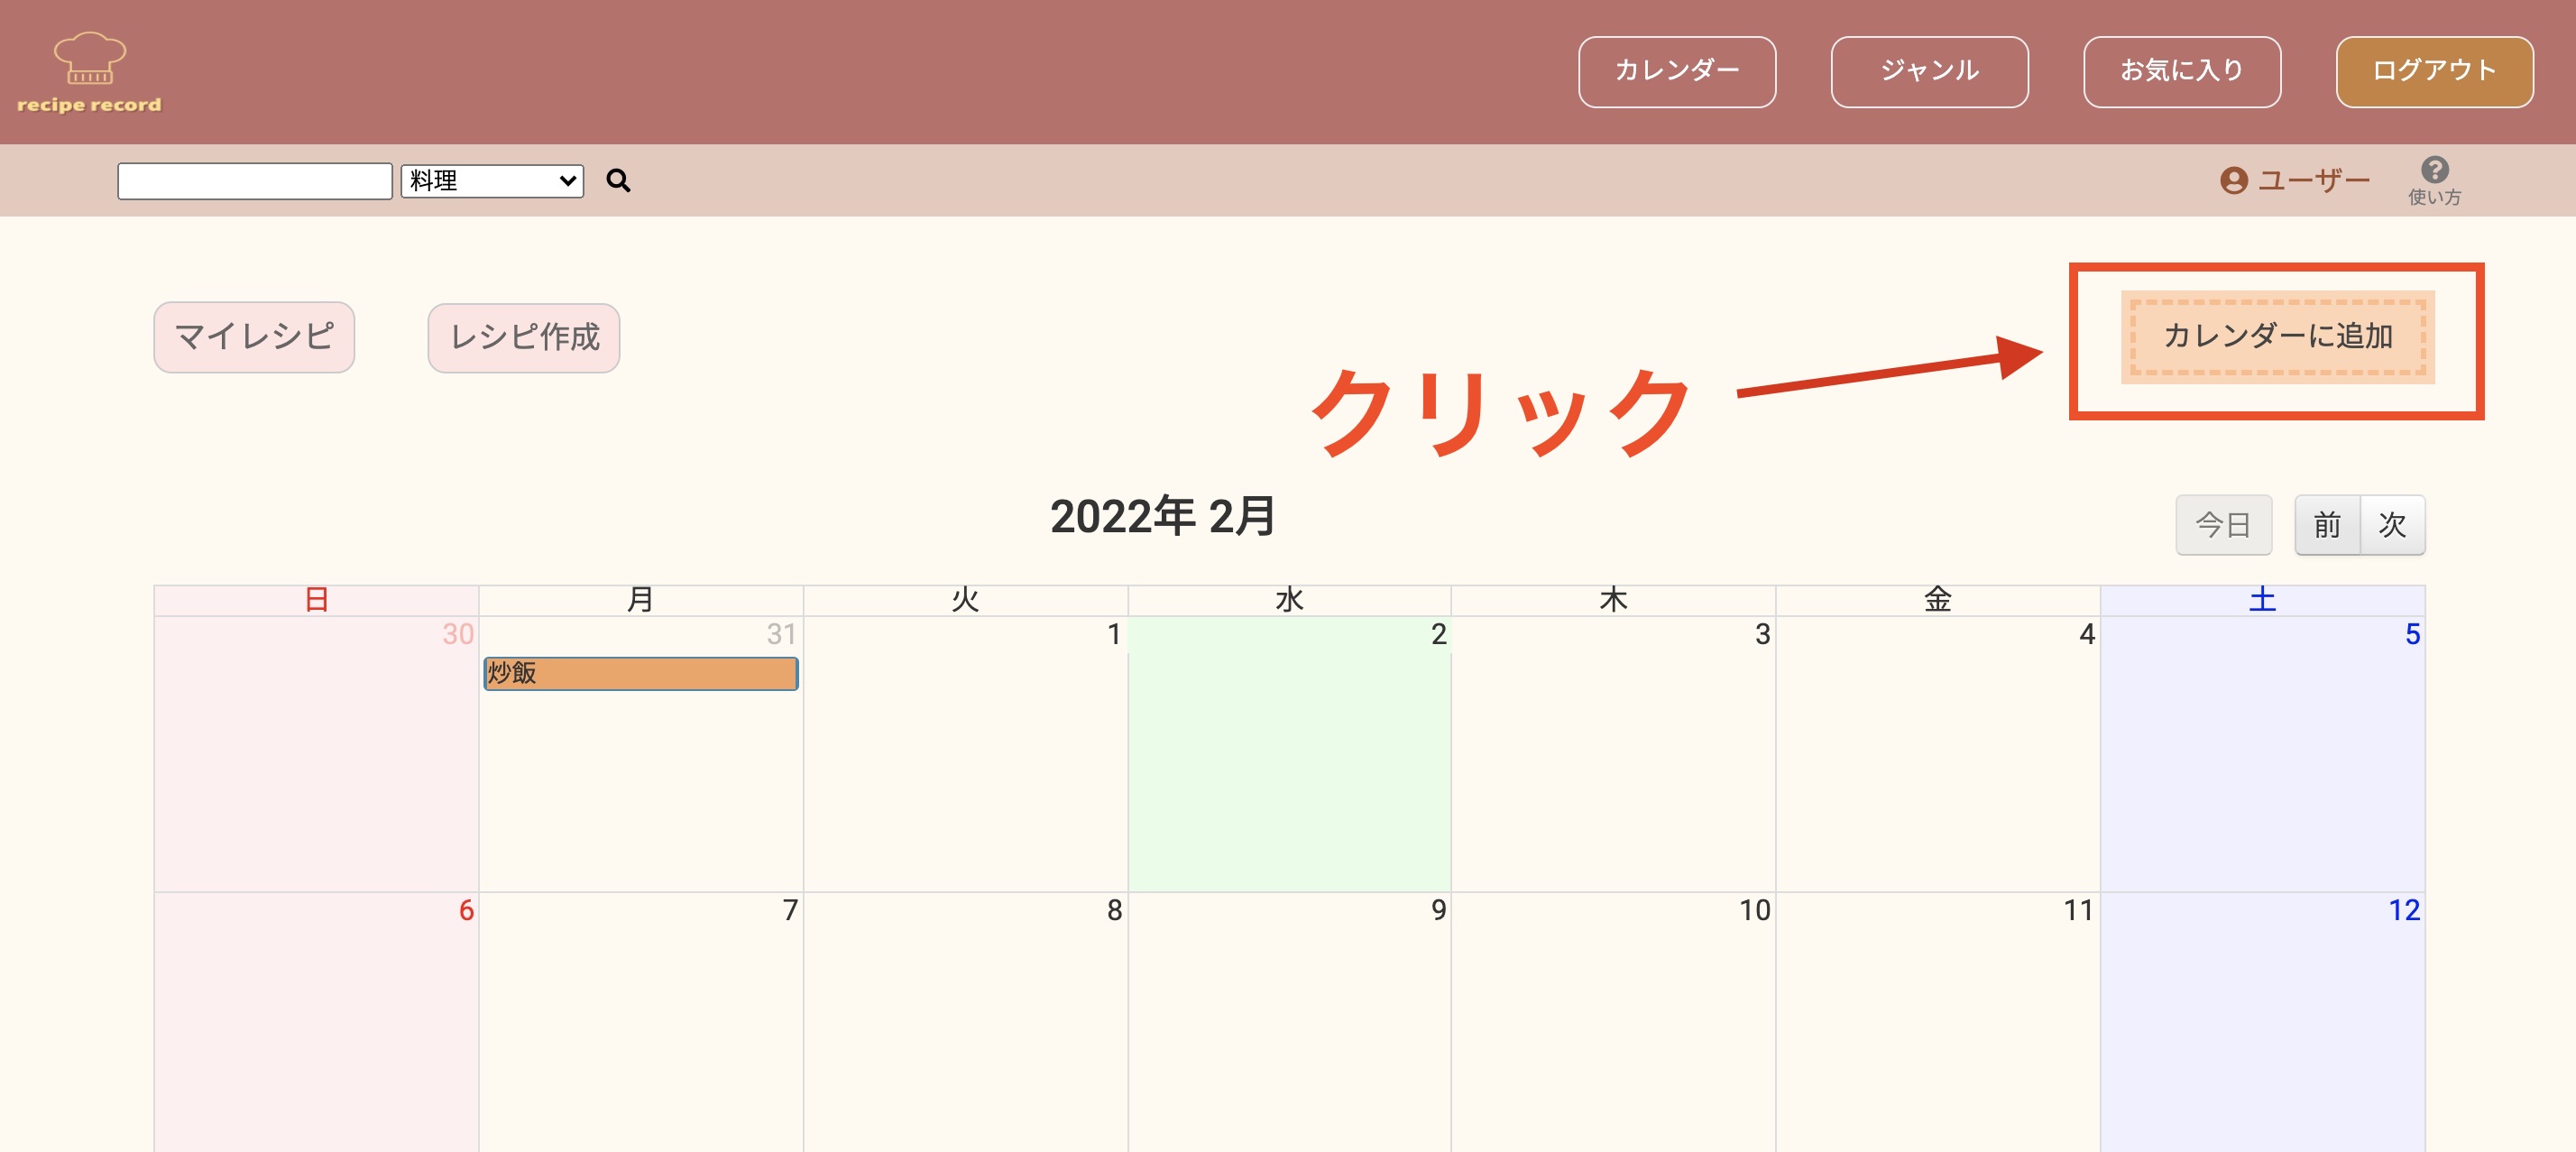 recipe record
カレンダー ジャンル お気に入り ログアウト
料理
ユーザー
使い方
マイレシピ レシピ作成
カレンダーに追加
クリック
2022年 2月
今日 前 次
日 月 火 水 木 金 土
30 31 1 2 3 4 5
炒飯
6 7 8 9 10 11 12